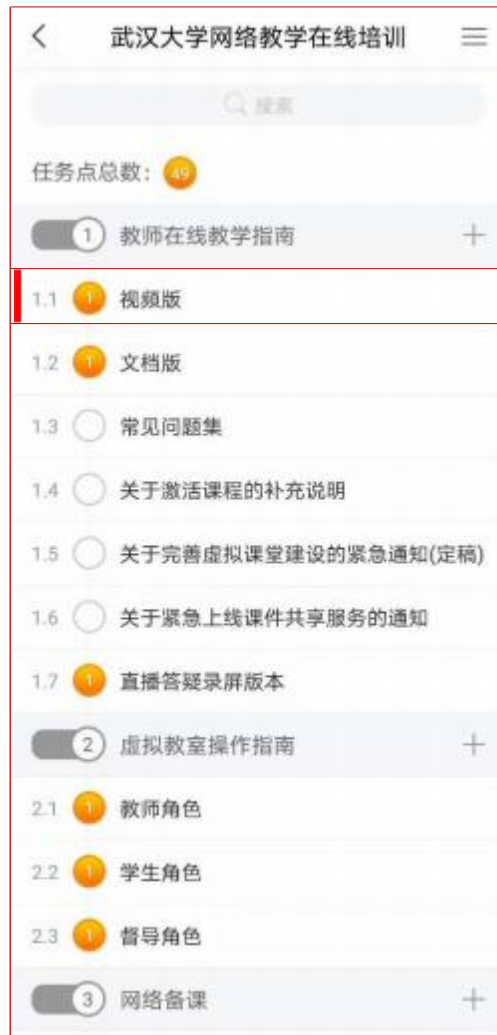 武汉大学网络教学在线培训
搜索
任务点总数: 49
1 教师在线教学指南
1.1 1 视频版
1.2 1 文档版
1.3 常见问题集
1.4 关于激活课程的补充说明
1.5 关于完善虚拟课堂建设的紧急通知(定稿)
1.6 关于紧急上线课件共享服务的通知
1.7 1 直播答疑录屏版本
2 虚拟教室操作指南
2.1 1 教师角色
2.2 1 学生角色
2.3 1 督导角色
3 网络备课